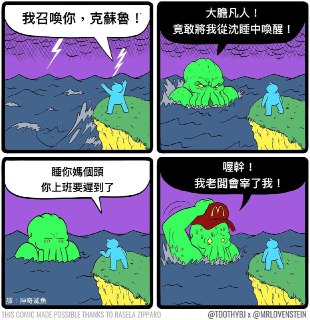 我召喚你，克蘇魯！
大膽凡人！
竟敢將我從沈睡中喚醒！
睡你媽個頭
你上班要遲到了
喔幹！
我老闆會宰了我！
THIS COMIC MADE POSSIBLE THANKS TO RASELA ZIPPARD
@TOOTHYBJ x @MRLOVENSTEIN